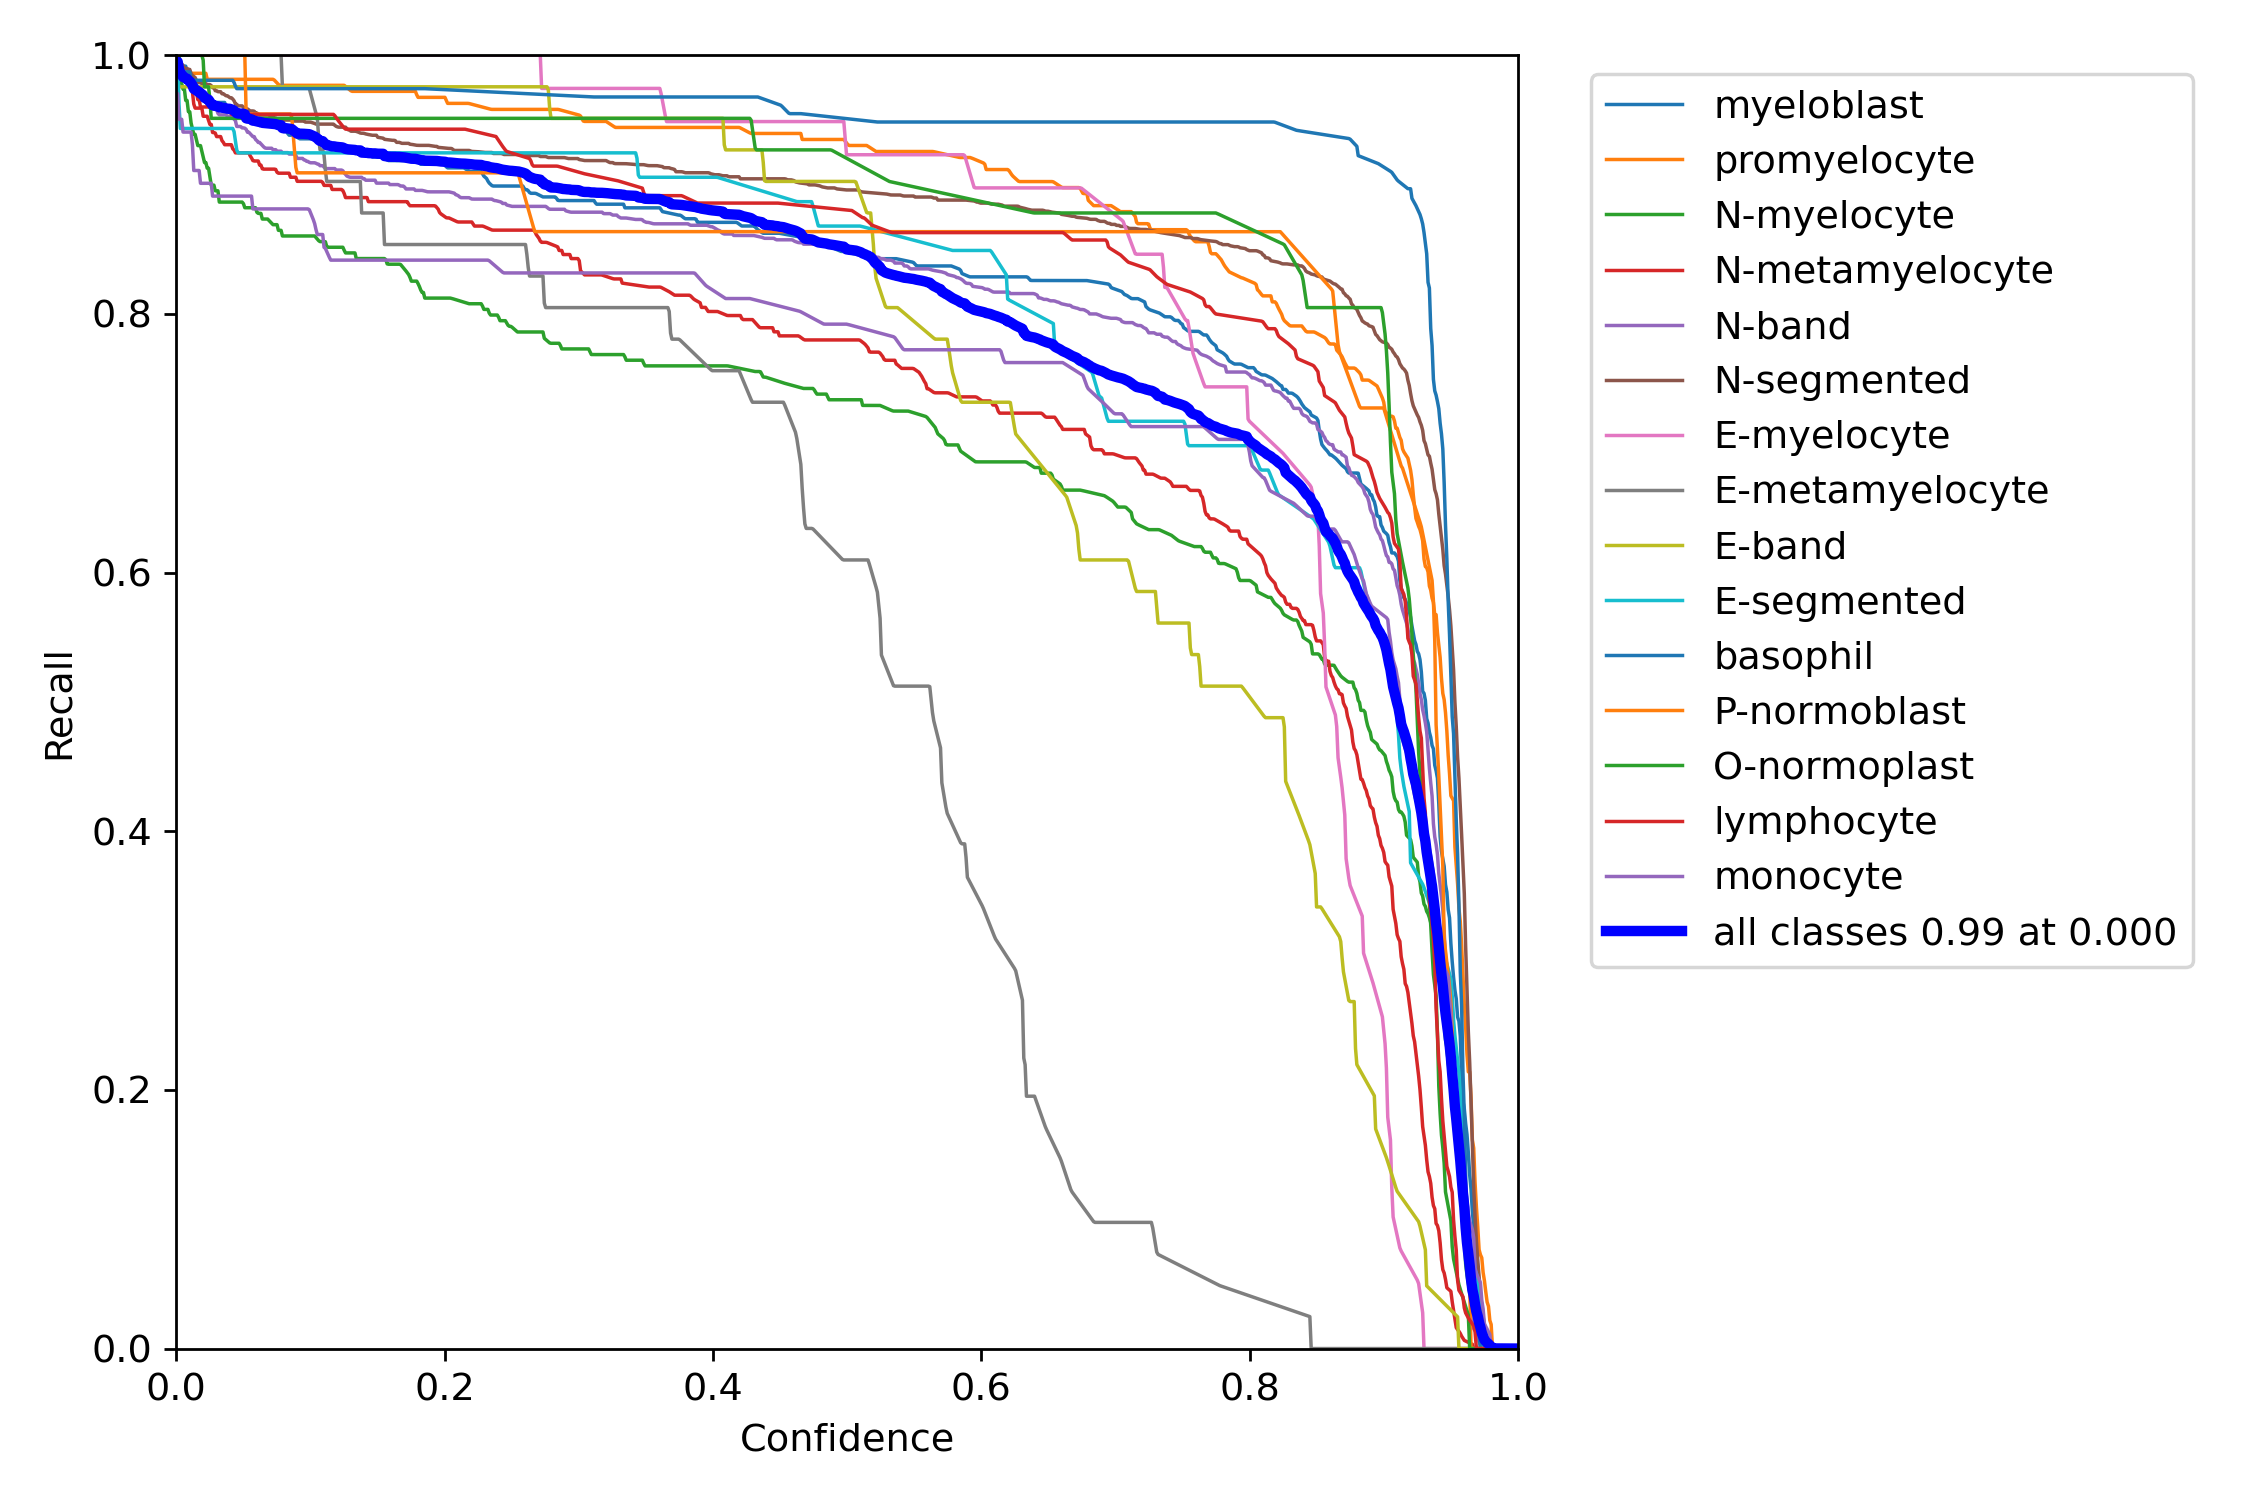 1.0
0.8
0.6
0.4
0.2
0.0
Recall
0.0 0.2 0.4 0.6 0.8 1.0
Confidence
myeloblast
promyelocyte
N-myelocyte
N-metamyelocyte
N-band
N-segmented
E-myelocyte
E-metamyelocyte
E-band
E-segmented
basophil
P-normoblast
O-normoplast
lymphocyte
monocyte
all classes 0.99 at 0.000